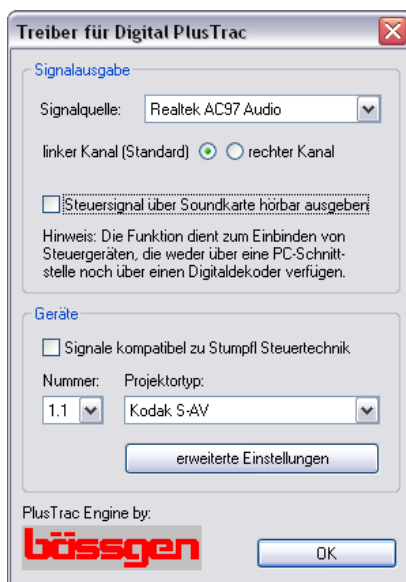 Treiber für Digital PlusTrac
Signalausgabe
Signalquelle: Realtek AC97 Audio
linker Kanal (Standard) rechter Kanal
Steuersignal über Soundkarte hörbar ausgeben
Hinweis: Die Funktion dient zum Einbinden von
Steuergeräten, die weder über eine PC-Schnitt-
stelle noch über einen Digitaldekoder verfügen.
Geräte
Signale kompatibel zu Stumpfl Steuertechnik
Nummer: Projektortyp:
1.1 Kodak S-AV
erweiterte Einstellungen
PlusTrac Engine by:
bässgen
OK